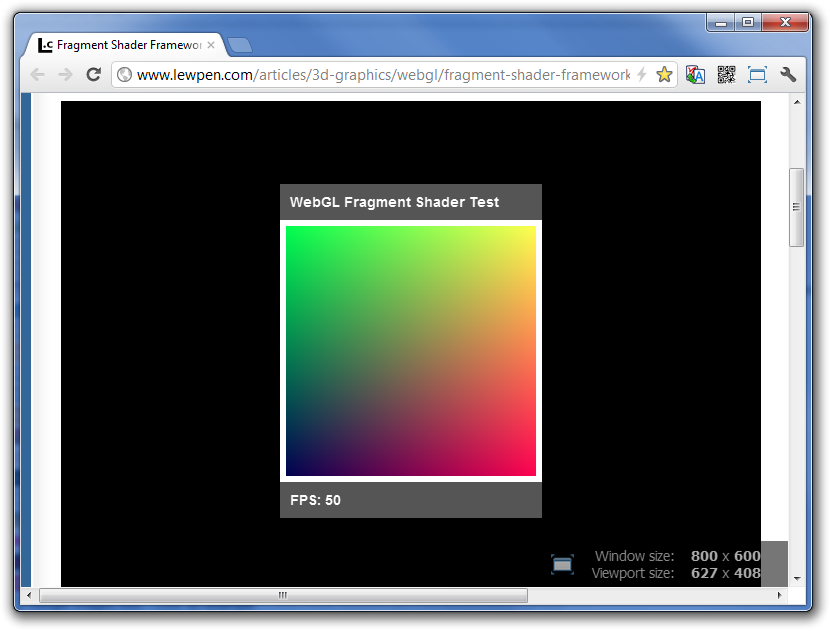 Fragment Shader Framewor
www.lewpen.com/articles/3d-graphics/webgl/fragment-shader-framework
WebGL Fragment Shader Test
FPS: 50
Window size: 800 x 600
Viewport size: 627 x 408